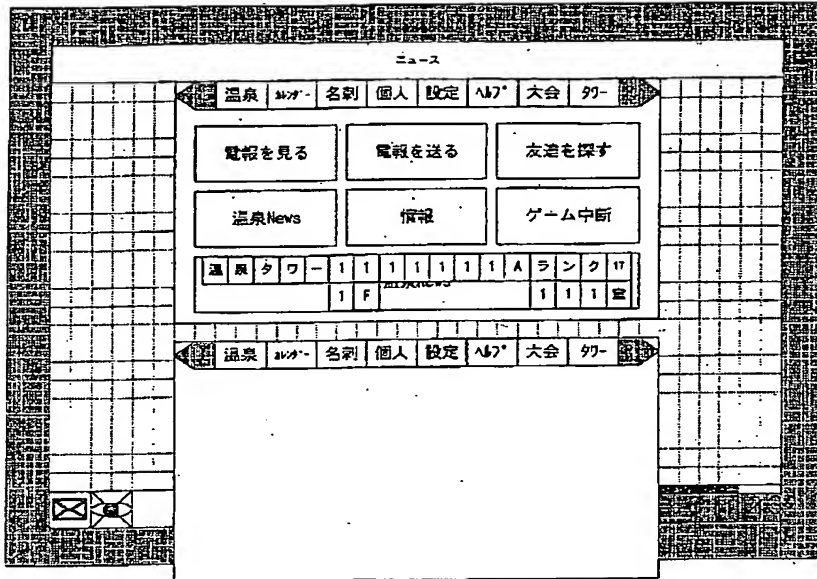 ニュース
温泉 カレンダー 名刺 個人 設定 ヘルプ 大会 タワー
電報を見る 電報を送る 友達を探す
温泉News 情報 ゲーム中断
温泉タワー111111Aランク17
1F 111室
温泉 カレンダー 名刺 個人 設定 ヘルプ 大会 タワー